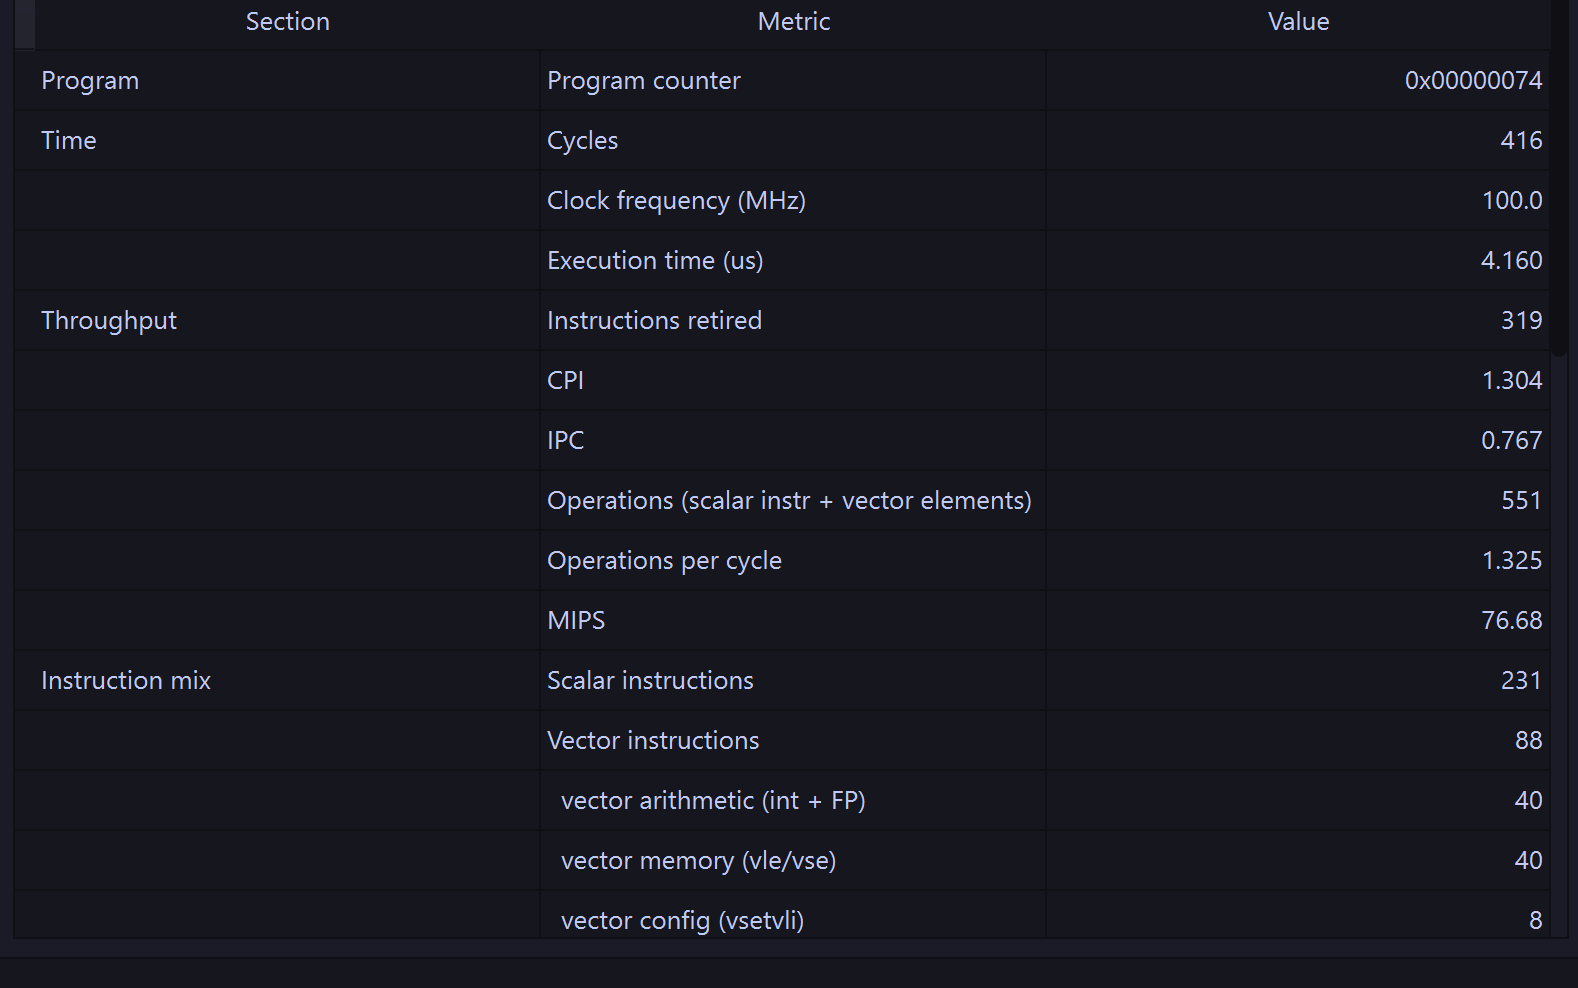 Section Metric Value
Program Program counter 0x00000074
Time Cycles 416
Clock frequency (MHz) 100.0
Execution time (us) 4.160
Throughput Instructions retired 319
CPI 1.304
IPC 0.767
Operations (scalar instr + vector elements) 551
Operations per cycle 1.325
MIPS 76.68
Instruction mix Scalar instructions 231
Vector instructions 88
vector arithmetic (int + FP) 40
vector memory (vle/vse) 40
vector config (vsetvli) 8